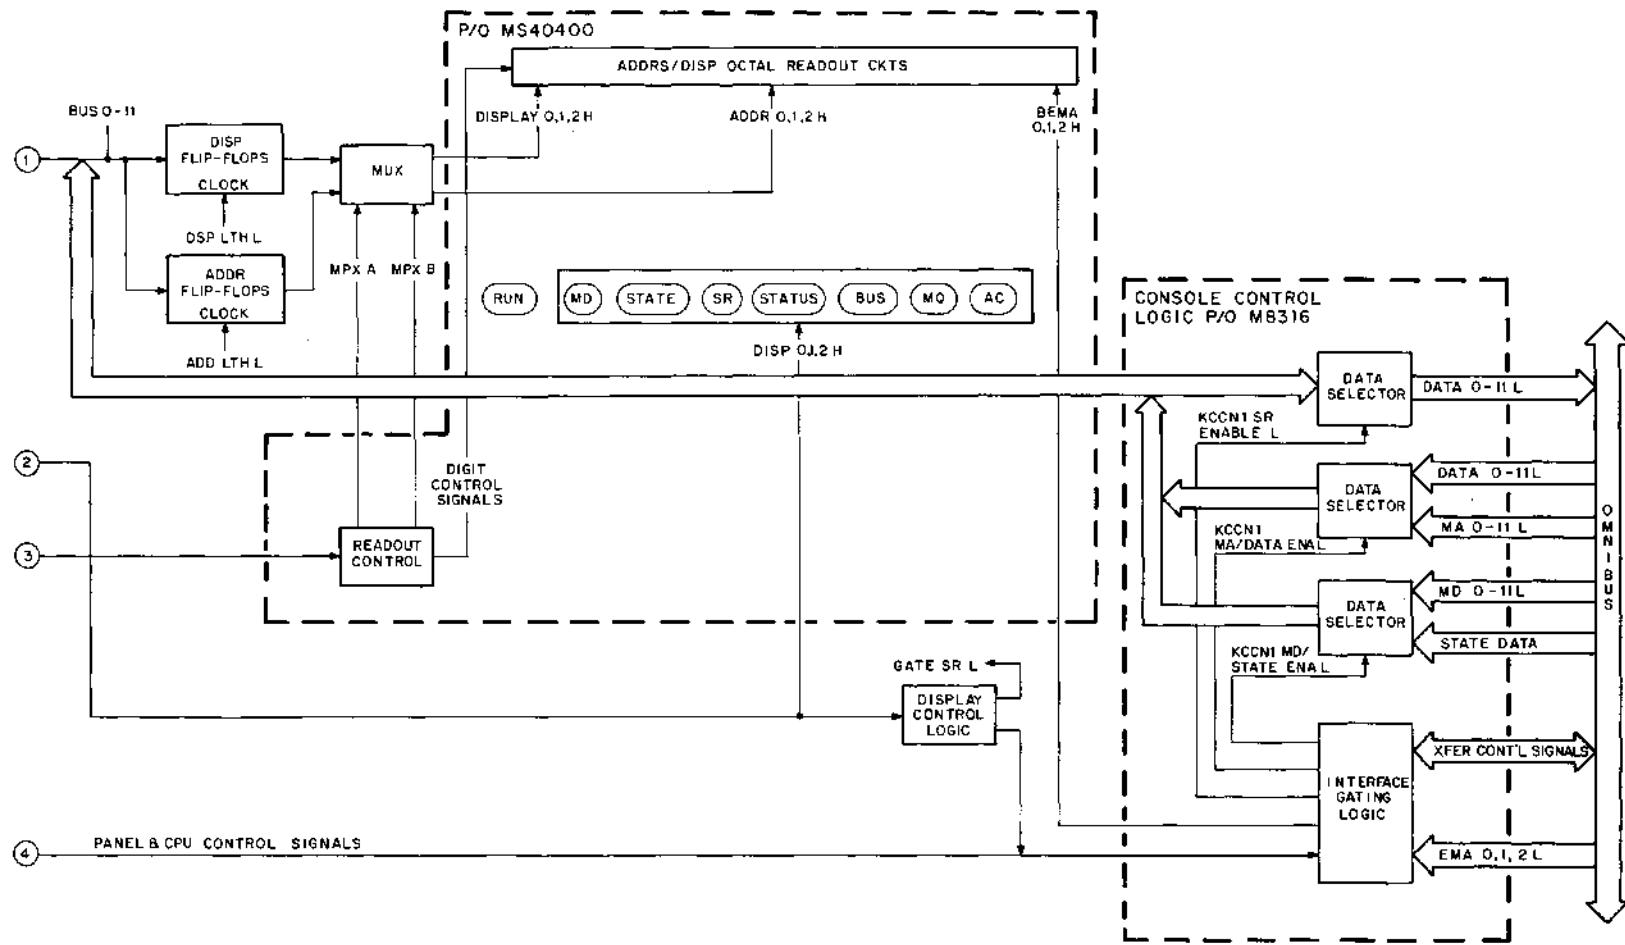 P/O MS40400
ADDRS/DISP OCTAL READOUT CKTS
BUS 0-11
DISPLAY 0,1,2 H
ADDR 0,1,2 H
BEMA
0,1,2 H
1
DISP
FLIP-FLOPS
CLOCK
MUX
DSP LTH L
MPX A
MPX B
ADDR
FLIP-FLOPS
CLOCK
ADD LTH L
RUN
MD
STATE
SR
STATUS
BUS
MQ
AC
DISP 0,1,2 H
CONSOLE CONTROL
LOGIC P/O M8316
DATA
SELECTOR
DATA 0-11 L
KCCN1 SR
ENABLE L
2
DIGIT
CONTROL
SIGNALS
DATA
SELECTOR
DATA 0-11 L
MA 0-11 L
KCCN1
MA/DATA ENA L
3
READOUT
CONTROL
DATA
SELECTOR
MD 0-11 L
STATE DATA
OMNIBUS
KCCN1 MD/
STATE ENA L
GATE SR L
DISPLAY
CONTROL
LOGIC
XFER CONT'L SIGNALS
INTERFACE
GATING
LOGIC
4
PANEL & CPU CONTROL SIGNALS
EMA 0,1,2 L